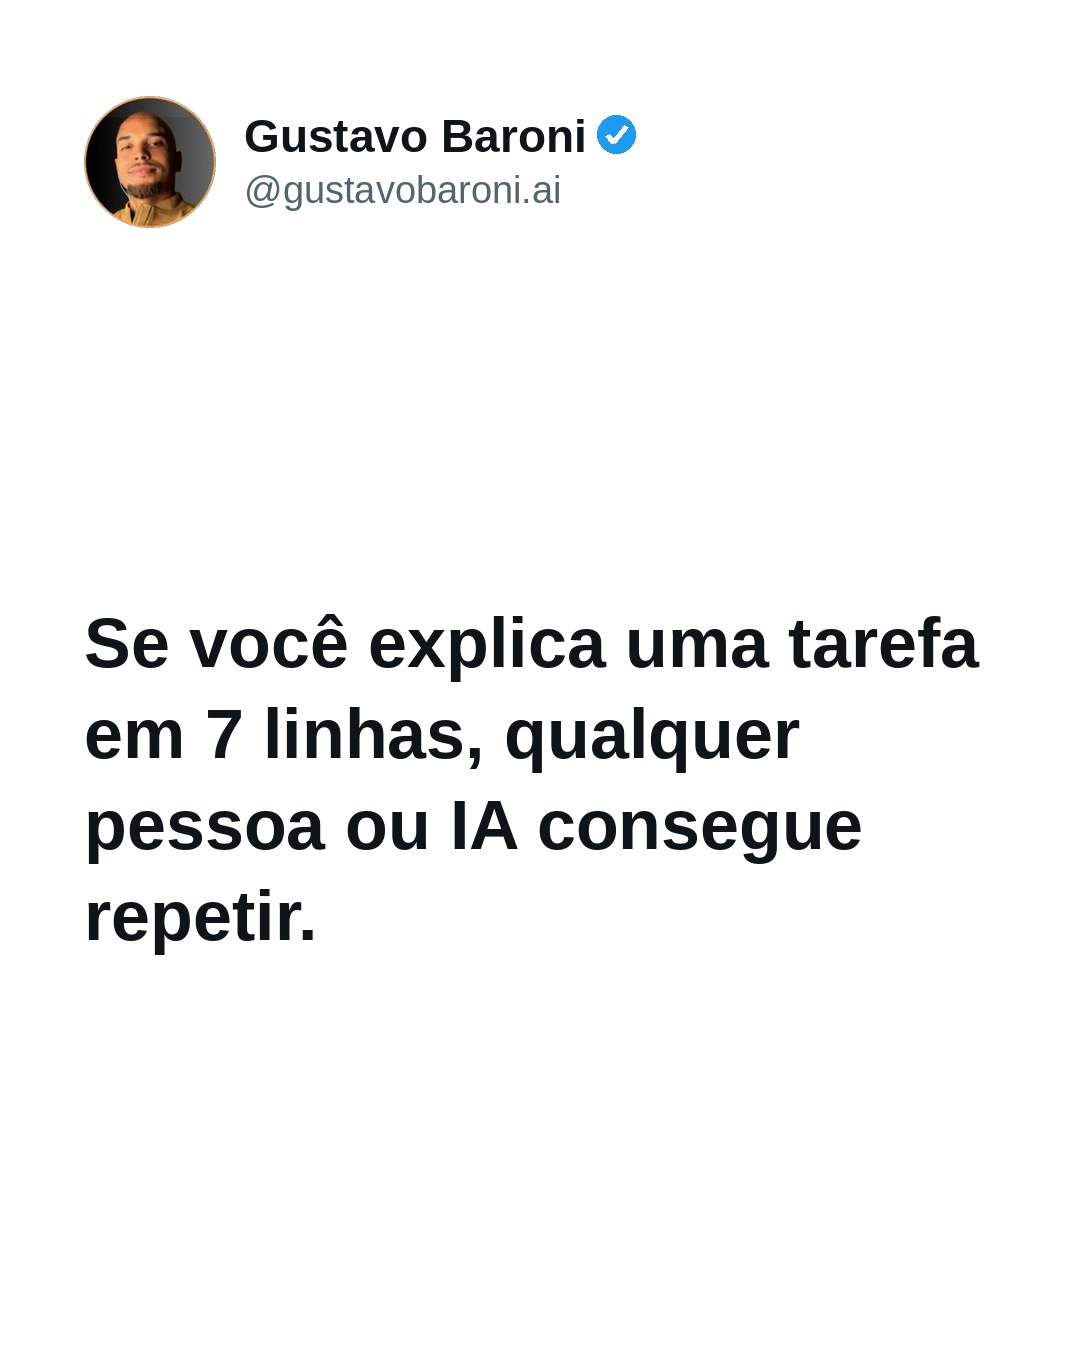 Gustavo Baroni
@gustavobaroni.ai
Se você explica uma tarefa
em 7 linhas, qualquer
pessoa ou IA consegue
repetir.